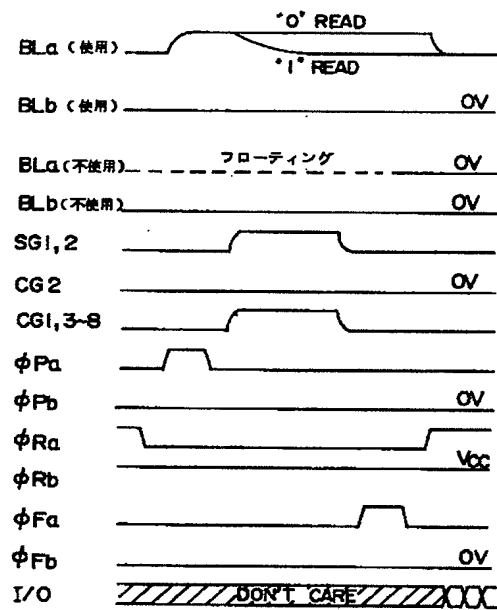 "0" READ
BLa (使用)
"1" READ
BLb (使用) 0V
フローティング
BLa(不使用) 0V
BLb(不使用) 0V
SG1,2
CG2 0V
CG1,3~8
φPa
φPb 0V
φRa
Vcc
φRb
φFa
φFb 0V
I/O DON'T CARE